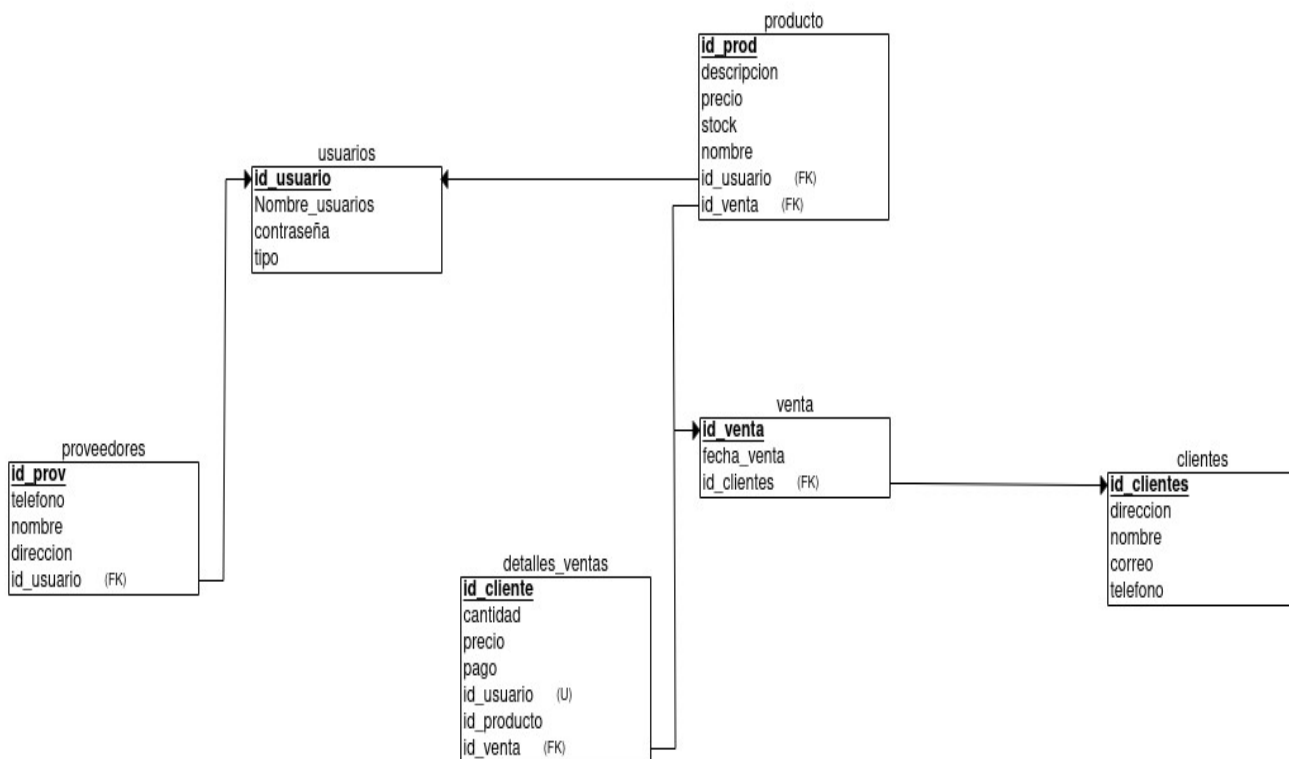 producto
id_prod
descripcion
precio
stock
nombre
id_usuario (FK)
id_venta (FK)
usuarios
id_usuario
Nombre_usuarios
contraseña
tipo
venta
id_venta
fecha_venta
id_clientes (FK)
proveedores
id_prov
telefono
nombre
direccion
id_usuario (FK)
clientes
id_clientes
direccion
nombre
correo
telefono
detalles_ventas
id_cliente
cantidad
precio
pago
id_usuario (U)
id_producto
id_venta (FK)